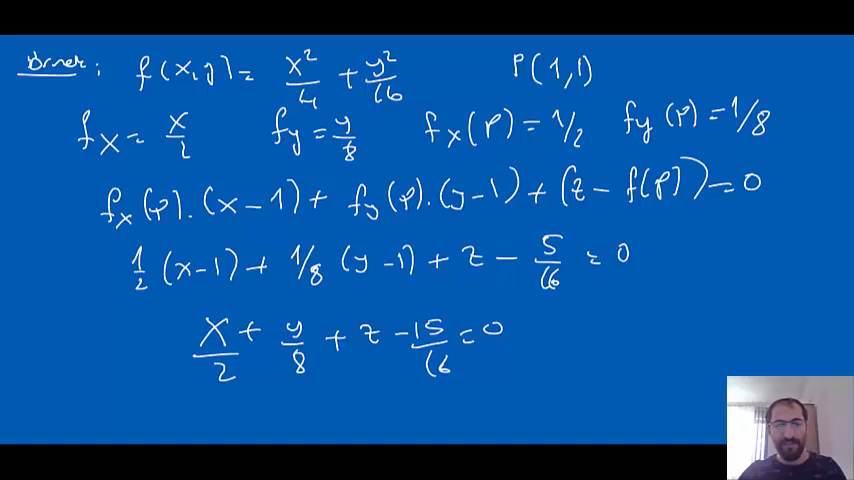 Örnek: f(x,y) = x²/4 + y²/16 P(1,1)
fx = x/2 fy = y/8 fx(P) = 1/2 fy(P) = 1/8
fx(P).(x-1) + fy(P).(y-1) + (z - f(P)) = 0
1/2 (x-1) + 1/8 (y-1) + z - 5/16 = 0
x/2 + y/8 + z - 15/16 = 0